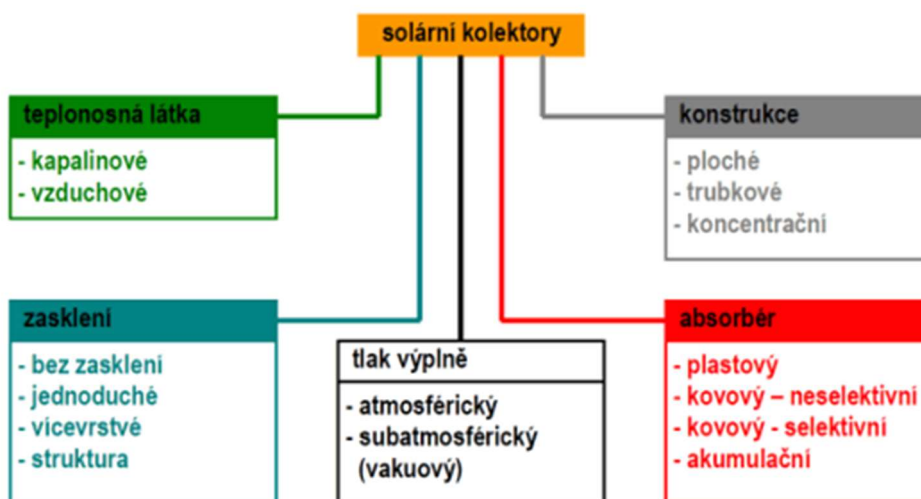 solární kolektory
teplonosná látka
- kapalinové
- vzduchové
konstrukce
- ploché
- trubkové
- koncentrační
zasklení
- bez zasklení
- jednoduché
- vícevrstvé
- struktura
tlak výplně
- atmosférický
- subatmosférický
(vakuový)
absorbér
- plastový
- kovový – neselektivní
- kovový - selektivní
- akumulační